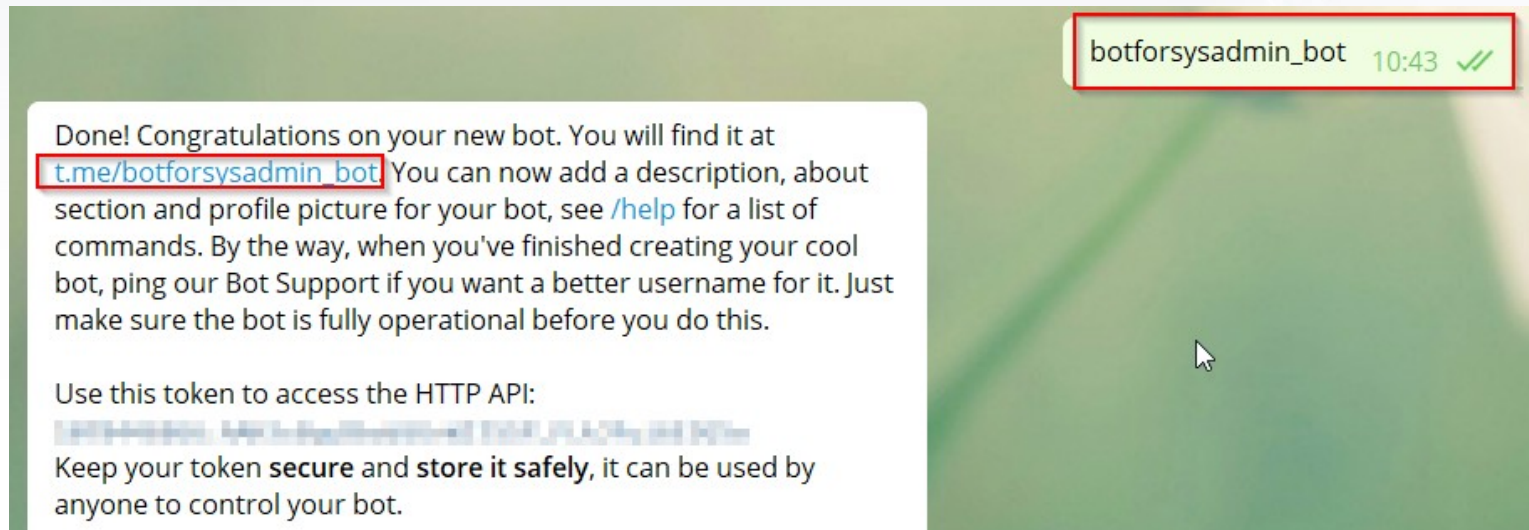 botforsysadmin_bot 10:43
Done! Congratulations on your new bot. You will find it at
t.me/botforsysadmin_bot. You can now add a description, about
section and profile picture for your bot, see /help for a list of
commands. By the way, when you've finished creating your cool
bot, ping our Bot Support if you want a better username for it. Just
make sure the bot is fully operational before you do this.
Use this token to access the HTTP API:
Keep your token secure and store it safely, it can be used by
anyone to control your bot.